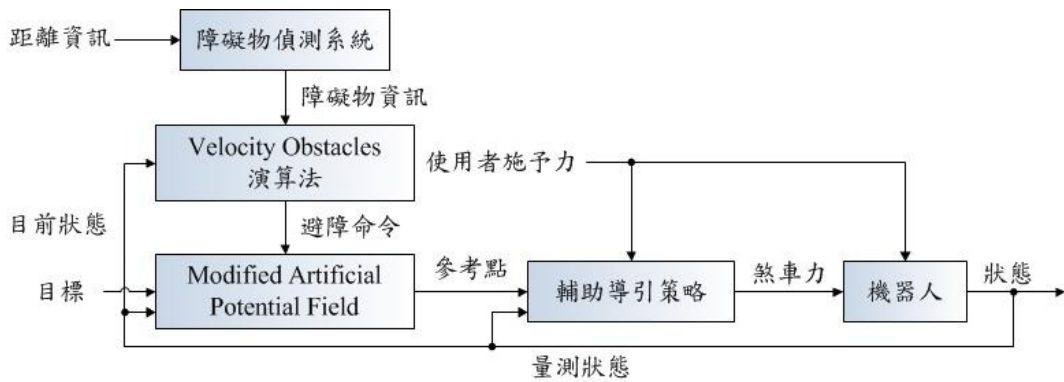 距離資訊
障礙物偵測系統
障礙物資訊
Velocity Obstacles
演算法
使用者施予力
目前狀態
避障命令
目標
Modified Artificial
Potential Field
參考點
輔助導引策略
煞車力
機器人
狀態
量測狀態